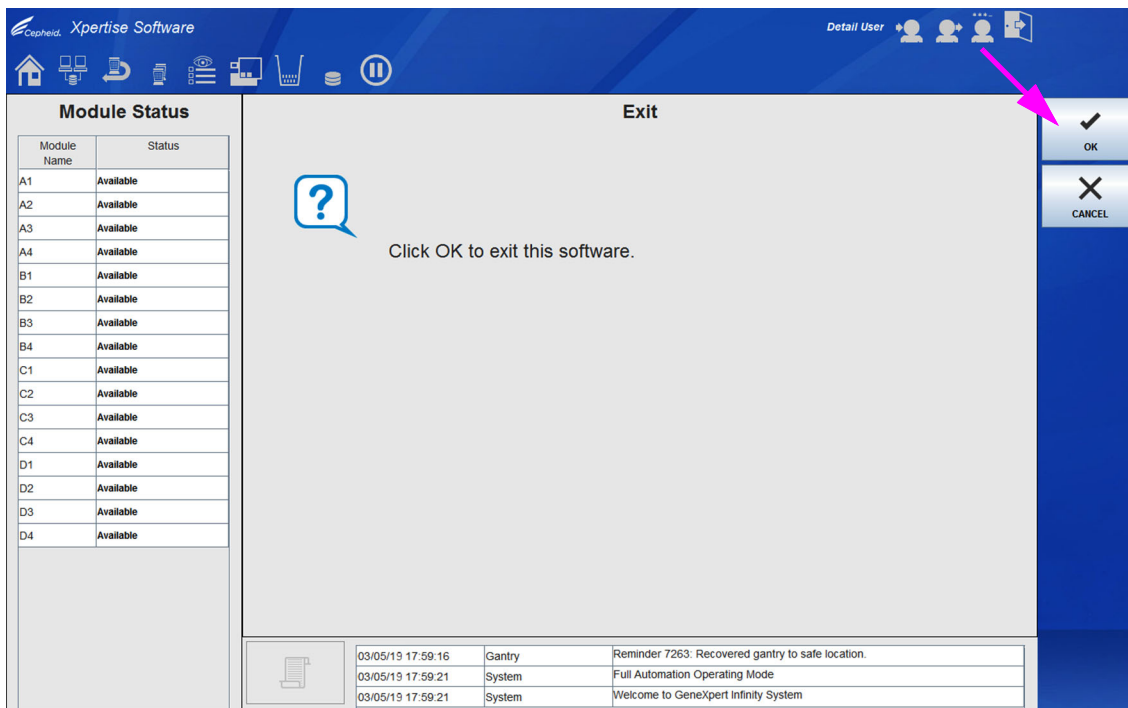 Cepheid. Xpertise Software
Detail User
Module Status
Exit
Module Name Status
A1 Available
A2 Available
A3 Available
A4 Available
B1 Available
B2 Available
B3 Available
B4 Available
C1 Available
C2 Available
C3 Available
C4 Available
D1 Available
D2 Available
D3 Available
D4 Available
?
Click OK to exit this software.
OK
CANCEL
03/05/19 17:59:16 Gantry Reminder 7263: Recovered gantry to safe location.
03/05/19 17:59:21 System Full Automation Operating Mode
03/05/19 17:59:21 System Welcome to GeneXpert Infinity System